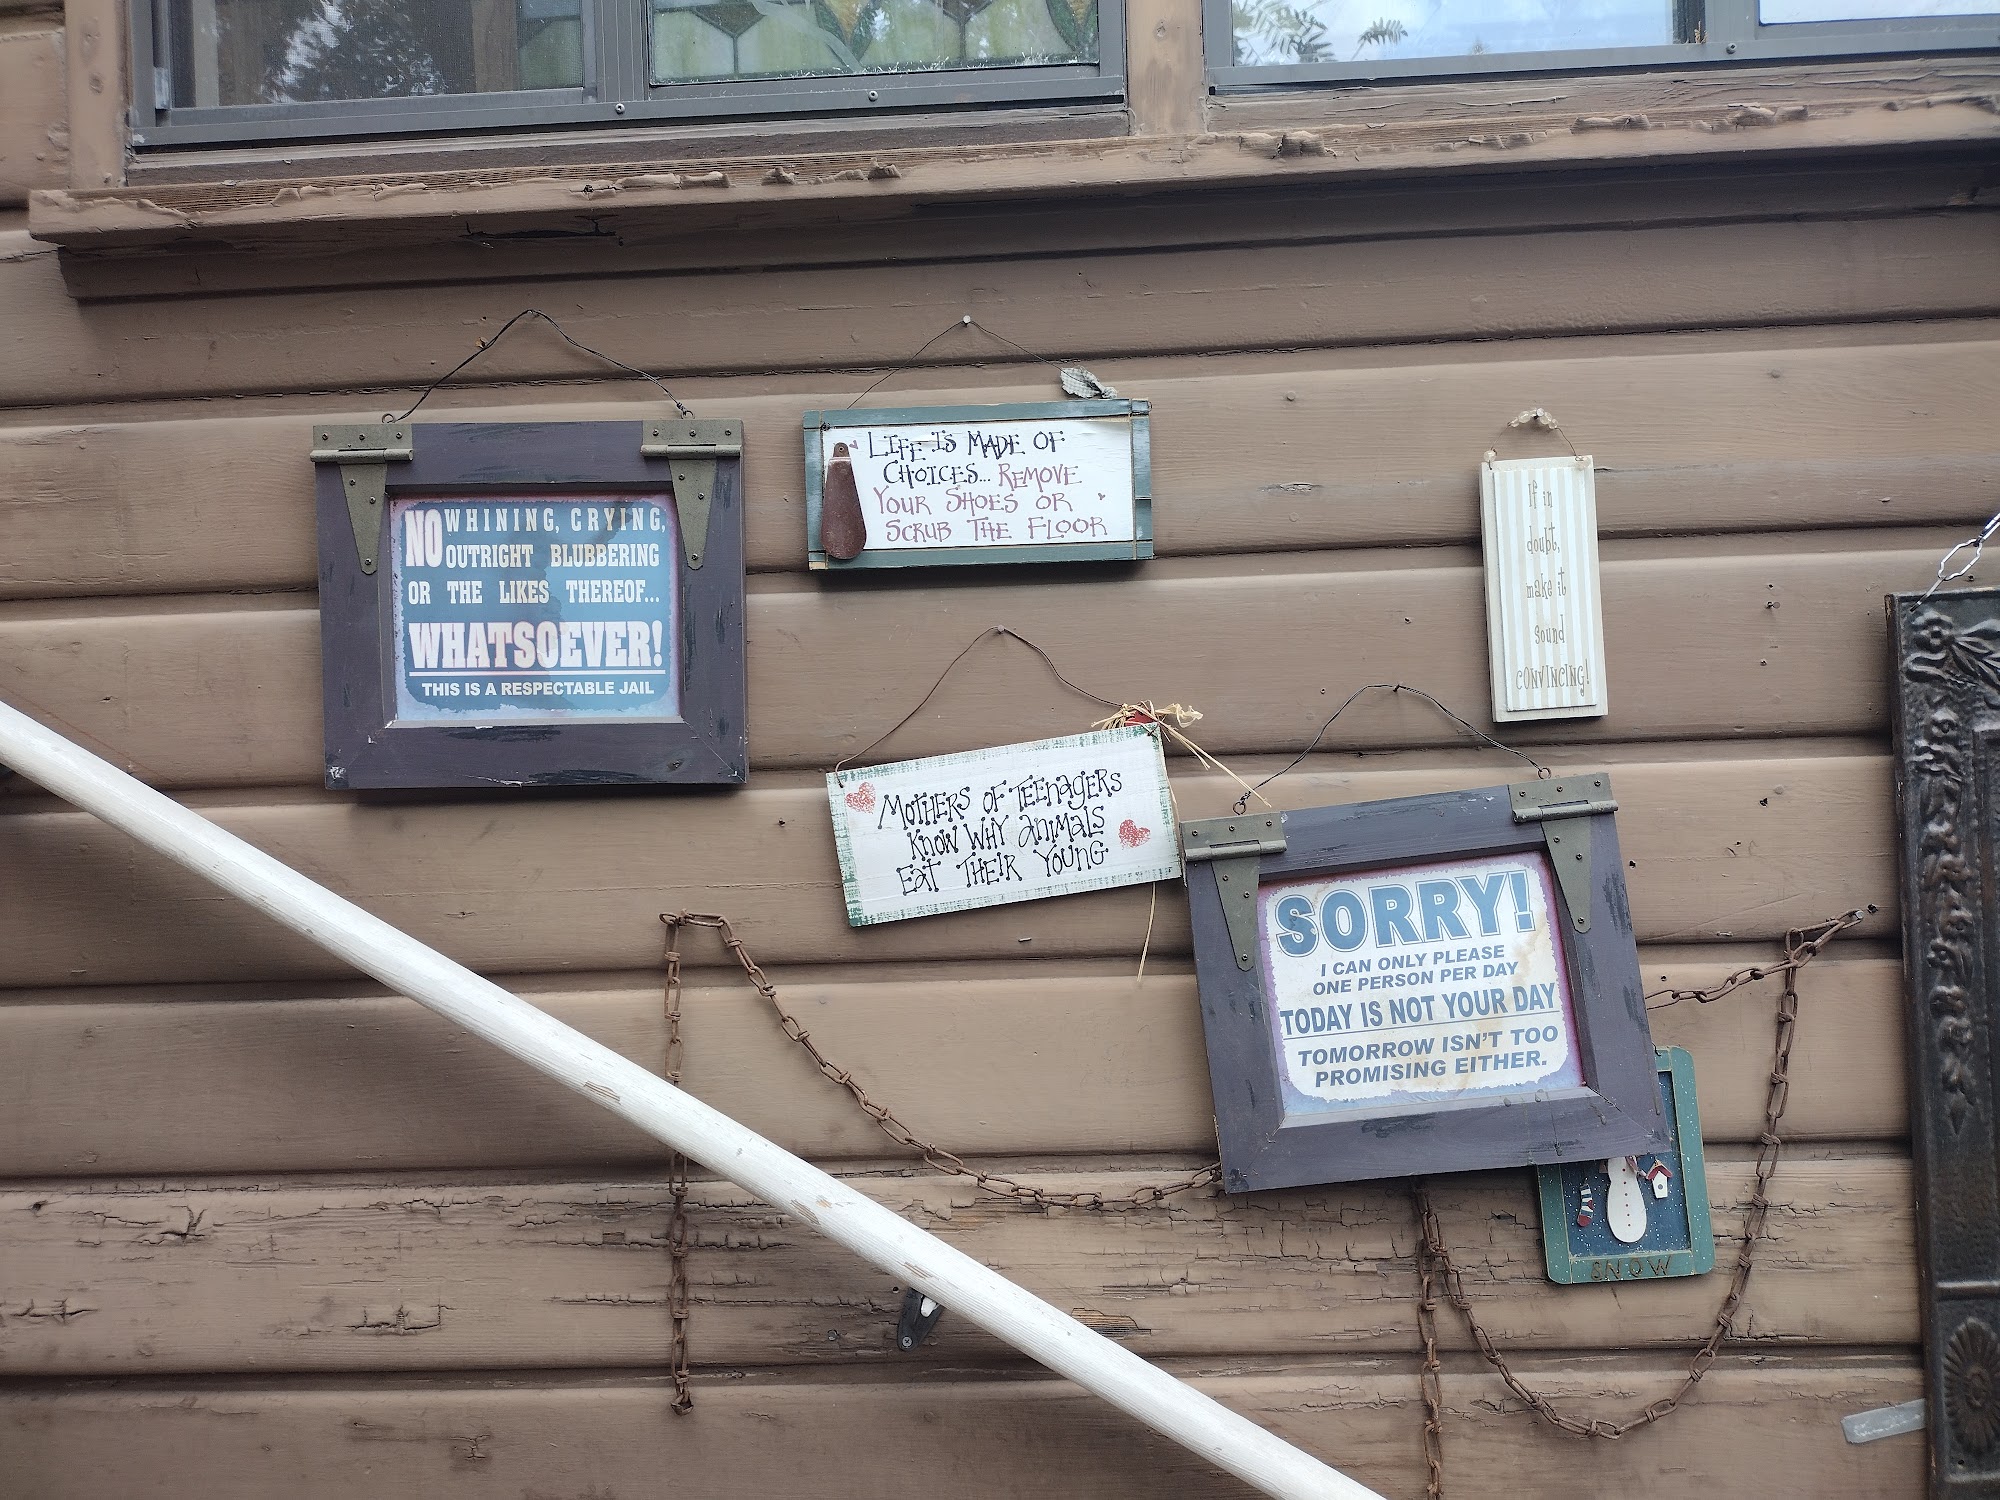 NO WHINING, CRYING,
OUTRIGHT BLUBBERING
OR THE LIKES THEREOF...
WHATSOEVER!
THIS IS A RESPECTABLE JAIL
LIFE IS MADE OF
CHOICES... REMOVE
YOUR SHOES OR
SCRUB THE FLOOR
If in
doubt,
make it
sound
CONVINCING!
MOTHERS OF TEENAGERS
KNOW WHY ANIMALS
EAT THEIR YOUNG
SORRY!
I CAN ONLY PLEASE
ONE PERSON PER DAY
TODAY IS NOT YOUR DAY
TOMORROW ISN'T TOO
PROMISING EITHER.
SNOW